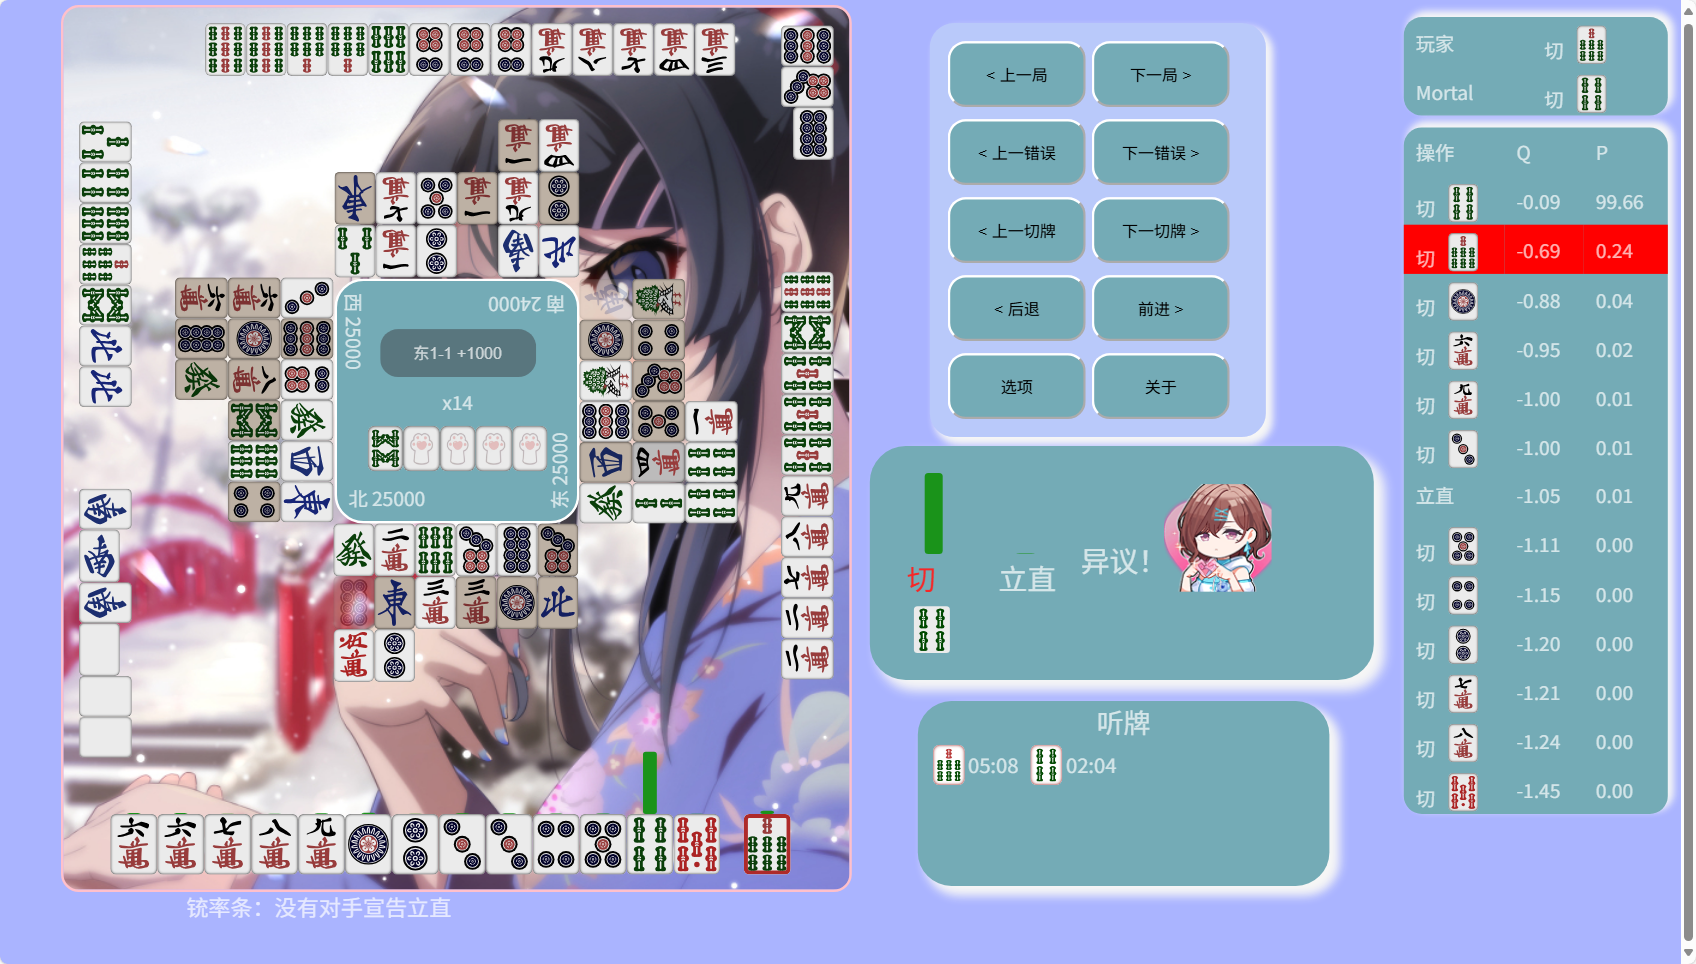 南 24000
西 25000
东1-1 +1000
x14
东 25000
北 25000
铳率条：没有对手宣告立直
< 上一局
下一局 >
< 上一错误
下一错误 >
< 上一切牌
下一切牌 >
< 后退
前进 >
选项
关于
切
立直
异议！
听牌
05:08
02:04
玩家 切
Mortal 切
操作 Q P
切 -0.09 99.66
切 -0.69 0.24
切 -0.88 0.04
切 -0.95 0.02
切 -1.00 0.01
切 -1.00 0.01
立直 -1.05 0.01
切 -1.11 0.00
切 -1.15 0.00
切 -1.20 0.00
切 -1.21 0.00
切 -1.24 0.00
切 -1.45 0.00